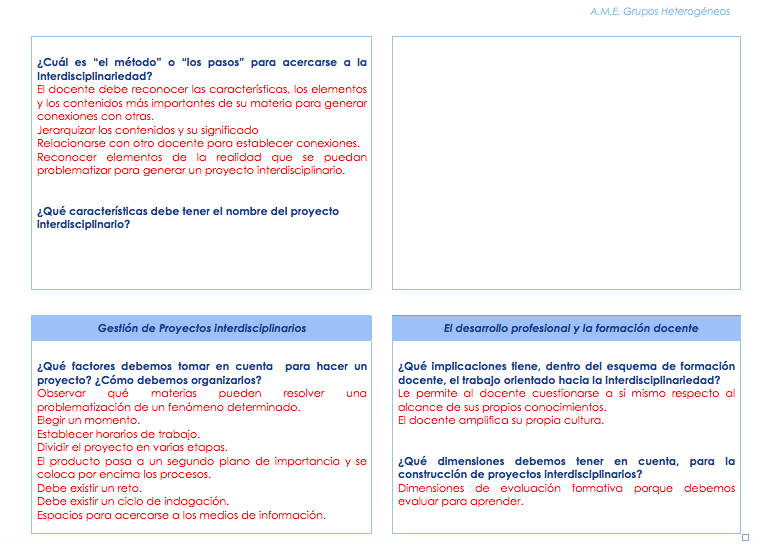 A.M.E. Grupos Heterogéneos
¿Cuál es “el método” o “los pasos” para acercarse a la
Interdisciplinariedad?
El docente debe reconocer las características, los elementos
y los contenidos más importantes de su materia para generar
conexiones con otras.
Jerarquizar los contenidos y su significado
Relacionarse con otro docente para establecer conexiones.
Reconocer elementos de la realidad que se puedan
problematizar para generar un proyecto interdisciplinario.
¿Qué características debe tener el nombre del proyecto
interdisciplinario?
Gestión de Proyectos interdisciplinarios
¿Qué factores debemos tomar en cuenta para hacer un
proyecto? ¿Cómo debemos organizarlos?
Observar qué materias pueden resolver una
problematización de un fenómeno determinado.
Elegir un momento.
Establecer horarios de trabajo.
Dividir el proyecto en varias etapas.
El producto pasa a un segundo plano de importancia y se
coloca por encima los procesos.
Debe existir un reto.
Debe existir un ciclo de indagación.
Espacios para acercarse a los medios de información.
El desarrollo profesional y la formación docente
¿Qué implicaciones tiene, dentro del esquema de formación
docente, el trabajo orientado hacia la interdisciplinariedad?
Le permite al docente cuestionarse a sí mismo respecto al
alcance de sus propios conocimientos.
El docente amplifica su propia cultura.
¿Qué dimensiones debemos tener en cuenta, para la
construcción de proyectos interdisciplinarios?
Dimensiones de evaluación formativa porque debemos
evaluar para aprender.